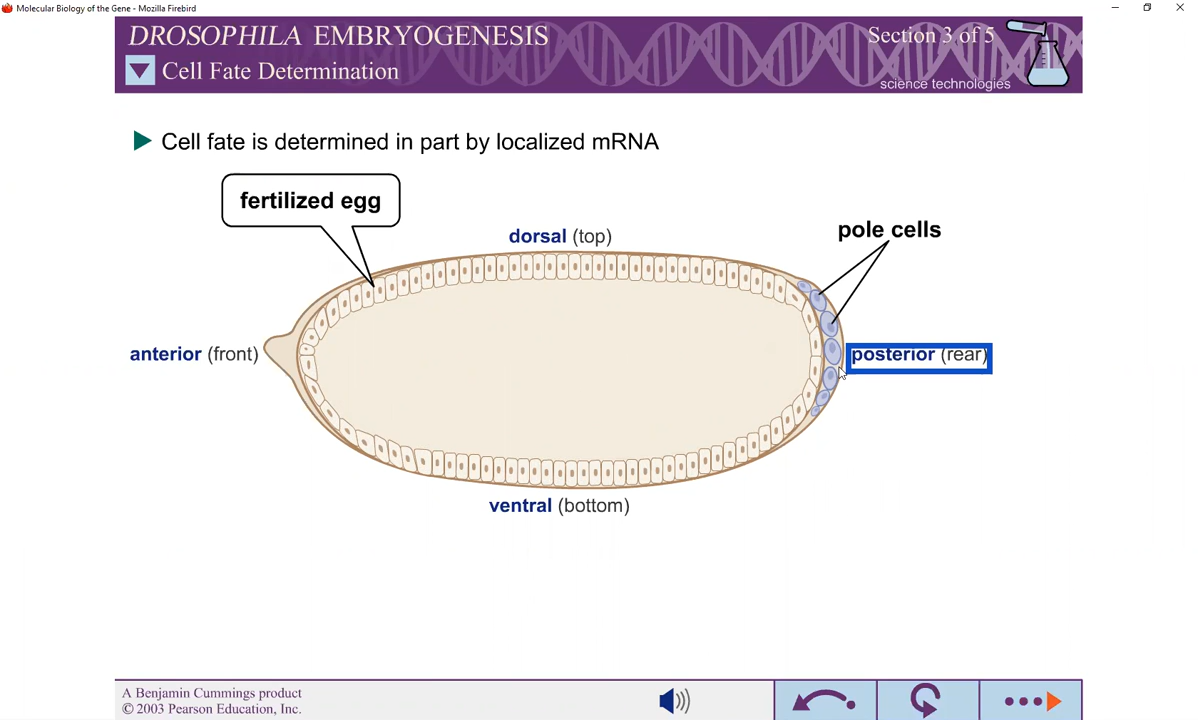 Molecular Biology of the Gene - Mozilla Firebird
DROSOPHILA EMBRYOGENESIS
Section 3 of 5
Cell Fate Determination
science technologies
Cell fate is determined in part by localized mRNA
fertilized egg
dorsal (top)
pole cells
anterior (front)
posterior (rear)
ventral (bottom)
A Benjamin Cummings product
© 2003 Pearson Education, Inc.